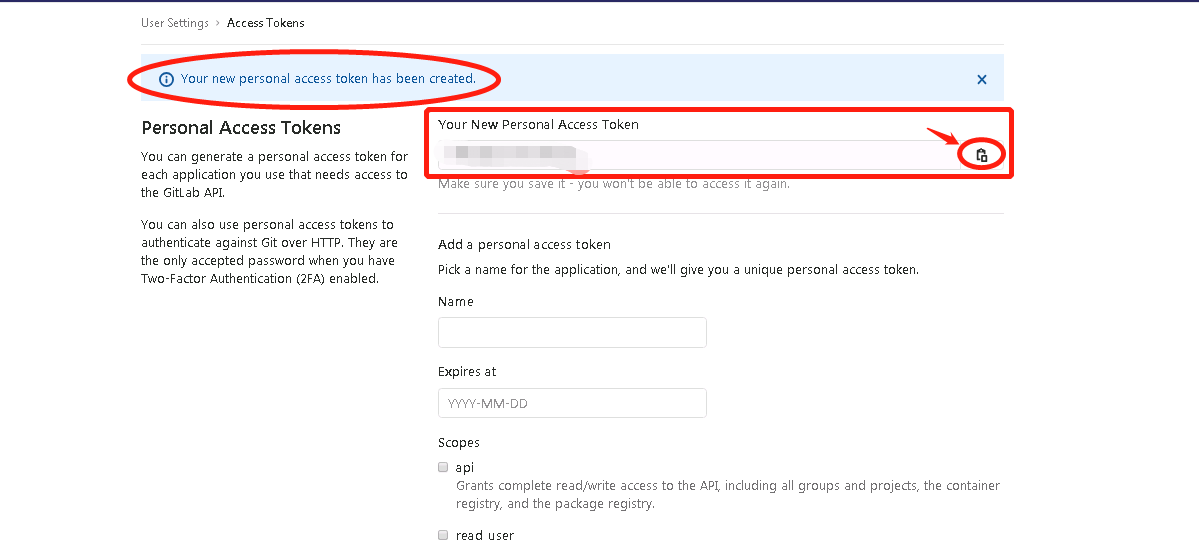 User Settings › Access Tokens
Your new personal access token has been created.
Personal Access Tokens
You can generate a personal access token for
each application you use that needs access to
the GitLab API.
You can also use personal access tokens to
authenticate against Git over HTTP. They are
the only accepted password when you have
Two-Factor Authentication (2FA) enabled.
Your New Personal Access Token
Make sure you save it - you won't be able to access it again.
Add a personal access token
Pick a name for the application, and we'll give you a unique personal access token.
Name
Expires at
YYYY-MM-DD
Scopes
api
Grants complete read/write access to the API, including all groups and projects, the container
registry, and the package registry.
read user